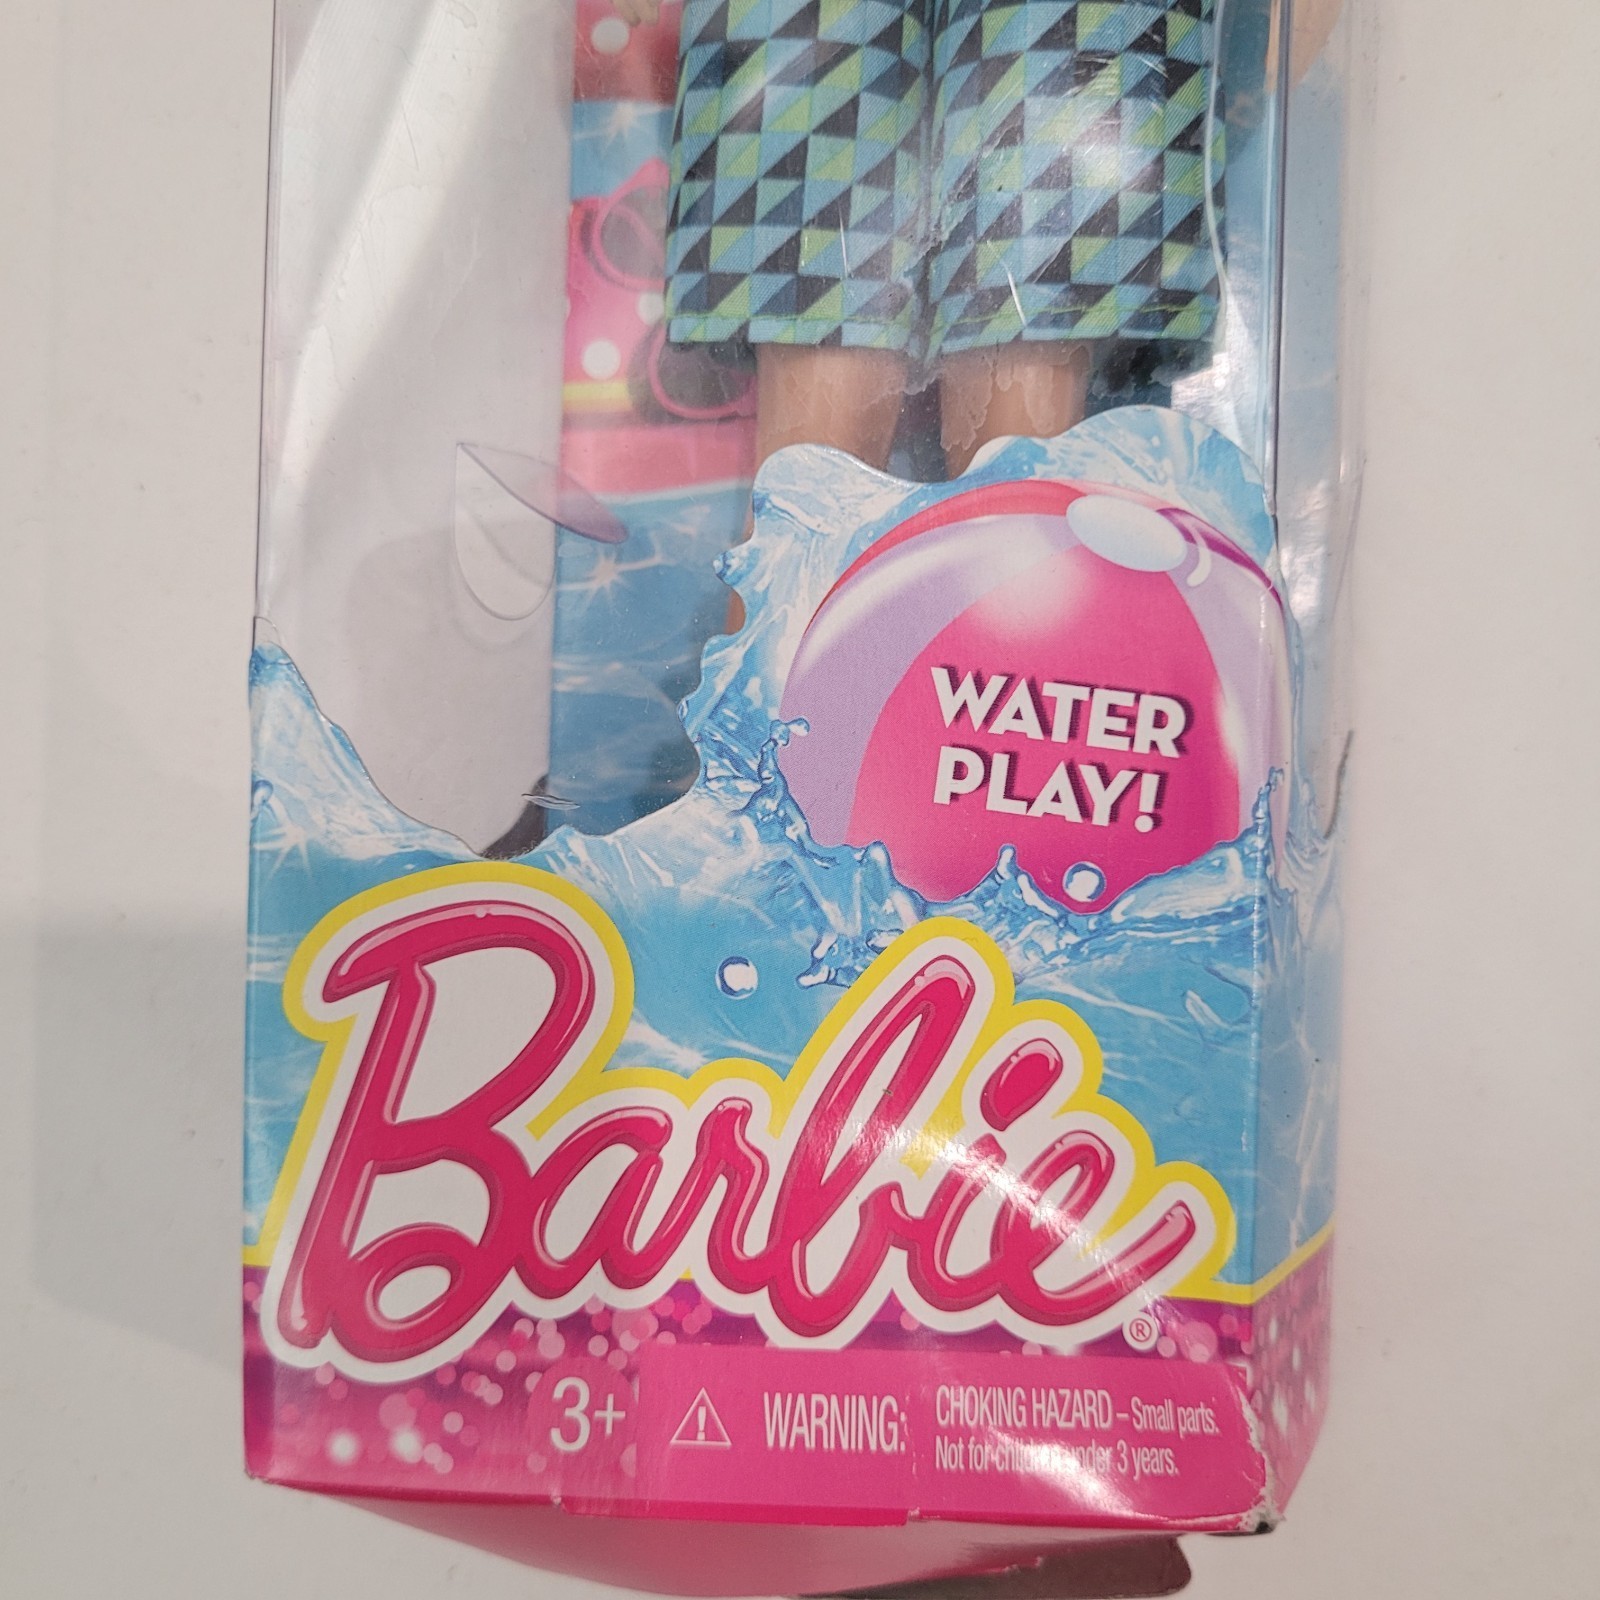 WATER
PLAY!
Barbie®
3+
WARNING:
CHOKING HAZARD – Small parts.
Not for children under 3 years.